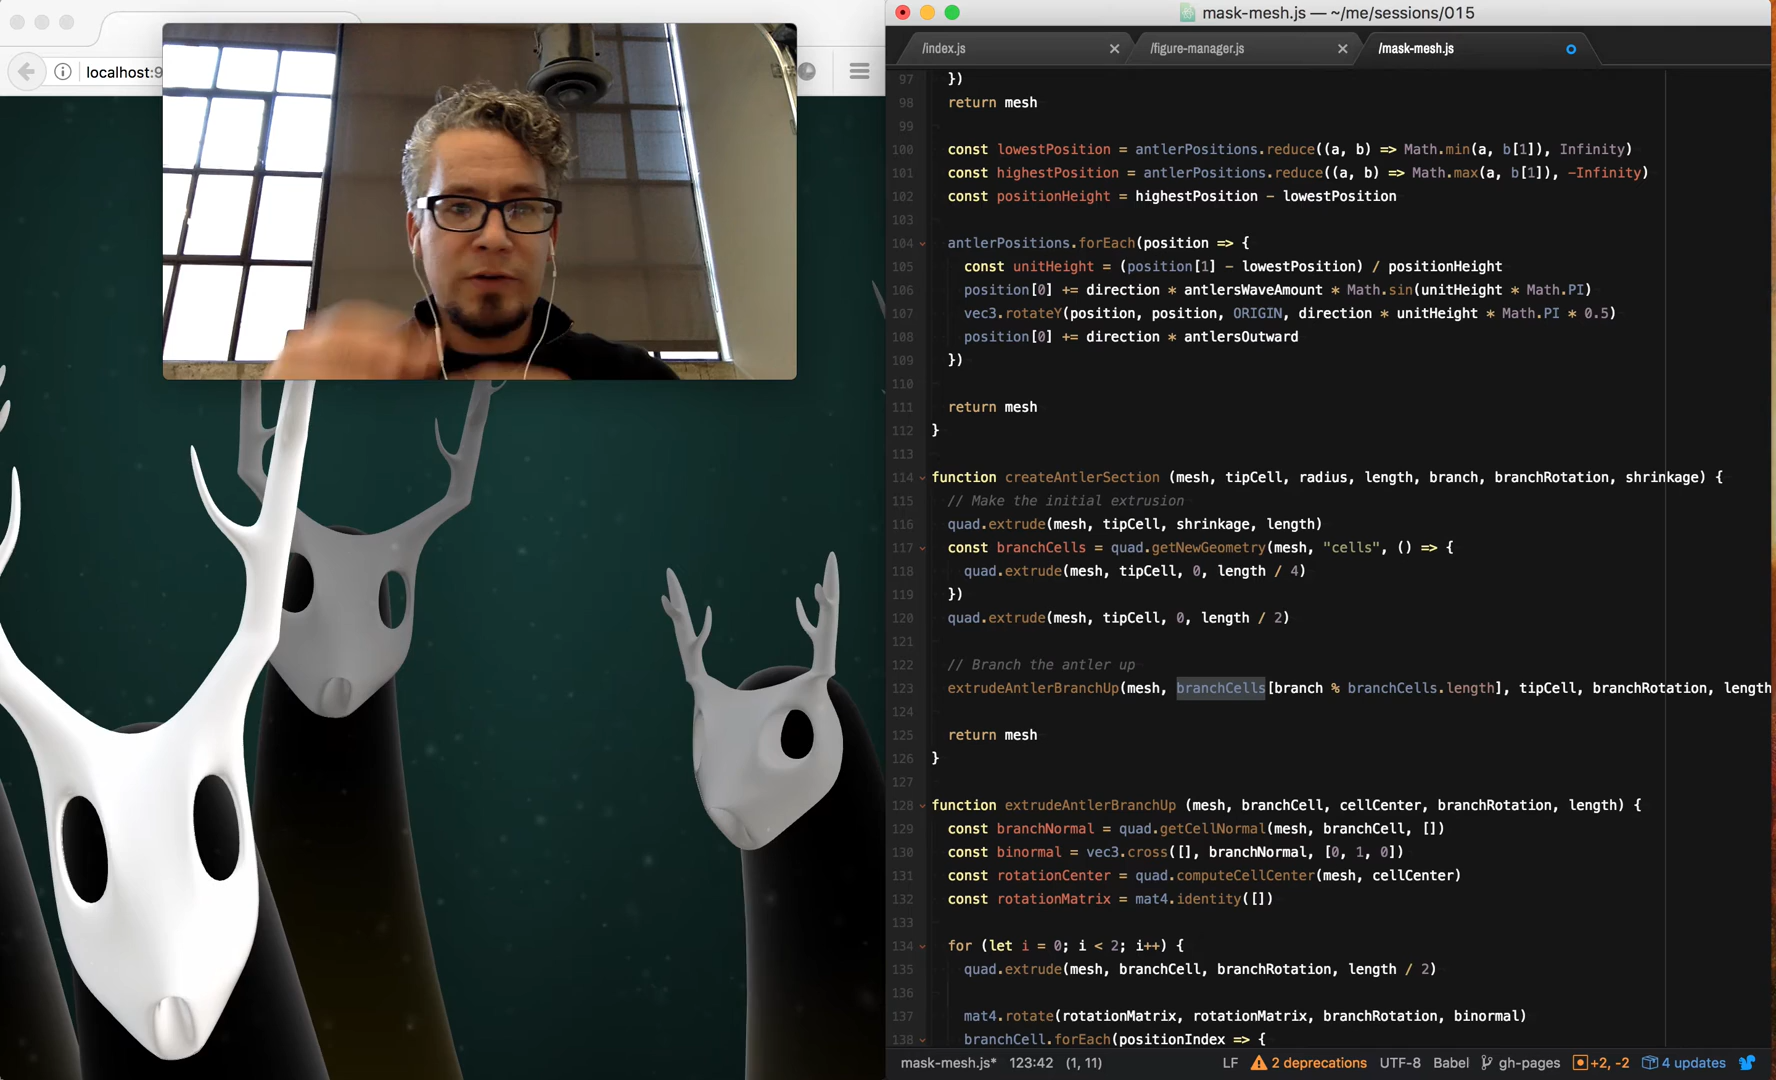 localhost:9
mask-mesh.js — ~/me/sessions/015
/index.js
/figure-manager.js
/mask-mesh.js
97 })
98 return mesh
99
100 const lowestPosition = antlerPositions.reduce((a, b) => Math.min(a, b[1]), Infinity)
101 const highestPosition = antlerPositions.reduce((a, b) => Math.max(a, b[1]), -Infinity)
102 const positionHeight = highestPosition - lowestPosition
103
104 antlerPositions.forEach(position => {
105 const unitHeight = (position[1] - lowestPosition) / positionHeight
106 position[0] += direction * antlersWaveAmount * Math.sin(unitHeight * Math.PI)
107 vec3.rotateY(position, position, ORIGIN, direction * unitHeight * Math.PI * 0.5)
108 position[0] += direction * antlersOutward
109 })
110
111 return mesh
112 }
113
114 function createAntlerSection (mesh, tipCell, radius, length, branch, branchRotation, shrinkage) {
115 // Make the initial extrusion
116 quad.extrude(mesh, tipCell, shrinkage, length)
117 const branchCells = quad.getNewGeometry(mesh, "cells", () => {
118 quad.extrude(mesh, tipCell, 0, length / 4)
119 })
120 quad.extrude(mesh, tipCell, 0, length / 2)
121
122 // Branch the antler up
123 extrudeAntlerBranchUp(mesh, branchCells[branch % branchCells.length], tipCell, branchRotation, length
124
125 return mesh
126 }
127
128 function extrudeAntlerBranchUp (mesh, branchCell, cellCenter, branchRotation, length) {
129 const branchNormal = quad.getCellNormal(mesh, branchCell, [])
130 const binormal = vec3.cross([], branchNormal, [0, 1, 0])
131 const rotationCenter = quad.computeCellCenter(mesh, cellCenter)
132 const rotationMatrix = mat4.identity([])
133
134 for (let i = 0; i < 2; i++) {
135 quad.extrude(mesh, branchCell, branchRotation, length / 2)
136
137 mat4.rotate(rotationMatrix, rotationMatrix, branchRotation, binormal)
138 branchCell.forEach(positionIndex => {
mask-mesh.js* 123:42 (1, 11) LF 2 deprecations UTF-8 Babel gh-pages +2, -2 4 updates